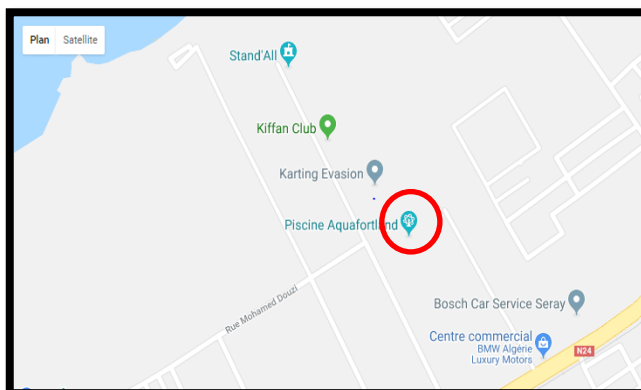 Plan Satellite
Stand'All
Kiffan Club
Karting Evasion
Piscine Aquafortland
Rue Mohamed Douzi
Bosch Car Service Seray
Centre commercial
BMW Algérie
Luxury Motors
N24